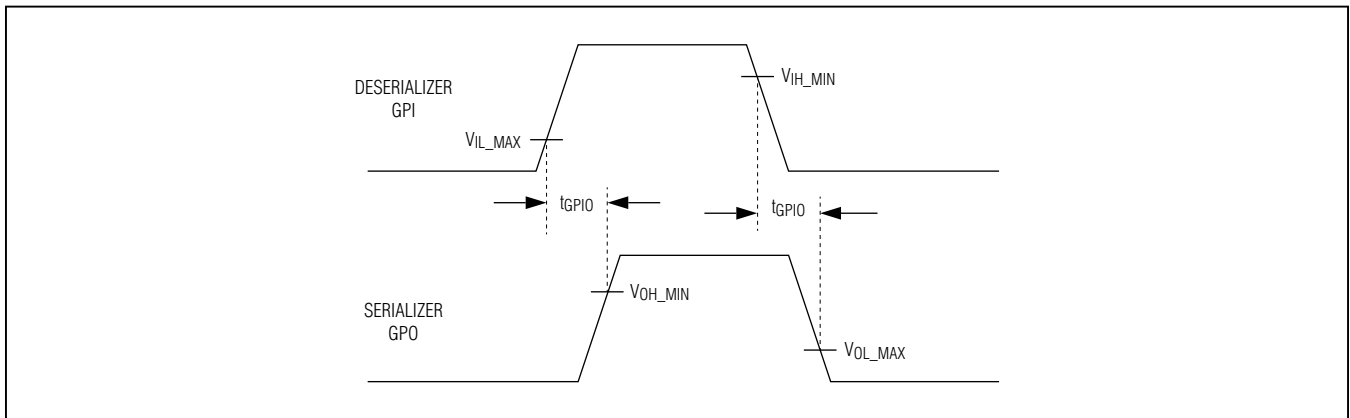 DESERIALIZER
GPI
VIH_MIN
VIL_MAX
tGPIO
tGPIO
SERIALIZER
GPO
VOH_MIN
VOL_MAX